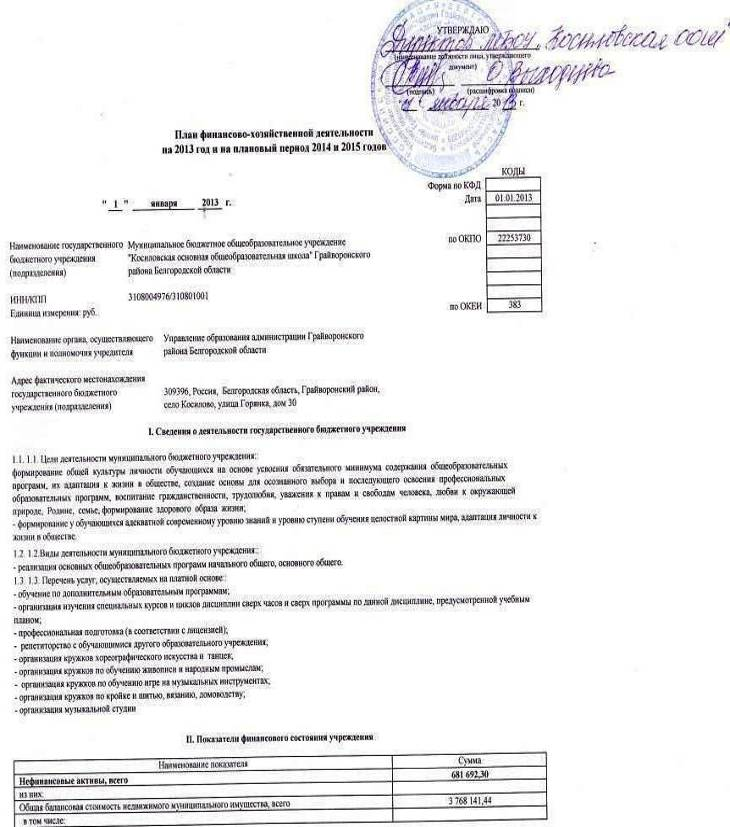 УТВЕРЖДАЮ
Директор МБОУ "Косиловская ООШ"
(наименование должности лица, утверждающего
документ)
О. Выходцева
(подпись) (расшифровка подписи)
января 2013 г.
План финансово-хозяйственной деятельности
на 2013 год и на плановый период 2014 и 2015 годов
КОДЫ
Форма по КФД
" 1 " января 2013 г.
Дата 01.01.2013
Наименование государственного бюджетного учреждения (подразделения)
Муниципальное бюджетное общеобразовательное учреждение
"Косиловская основная общеобразовательная школа" Грайворонского
района Белгородской области
по ОКПО 22253730
ИНН/КПП 3108004976/310801001
Единица измерения: руб.
по ОКЕИ 383
Наименование органа, осуществляющего Управление образования администрации Грайворонского
функции и полномочия учредителя района Белгородской области
Адрес фактического местонахождения
государственного бюджетного 309396, Россия, Белгородская область, Грайворонский район,
учреждения (подразделения) село Косилово, улица Горянка, дом 30
I. Сведения о деятельности государственного бюджетного учреждения
1.1. 1.1. Цели деятельности муниципального бюджетного учреждения:
формирование общей культуры личности обучающихся на основе усвоения обязательного минимума содержания общеобразовательных
программ, их адаптация к жизни в обществе, создание основы для осознанного выбора и последующего освоения профессиональных
образовательных программ, воспитание гражданственности, трудолюбия, уважения к правам и свободам человека, любви к окружающей
природе, Родине, семье, формирование здорового образа жизни;
- формирование у обучающихся адекватной современному уровню знаний и уровню ступени обучения целостной картины мира, адаптация личности к
жизни в обществе.
1.2. 1.2.Виды деятельности муниципального бюджетного учреждения:
- реализация основных общеобразовательных программ начального общего, основного общего.
1.3. 1.3. Перечень услуг, осуществляемых на платной основе:
- обучение по дополнительным образовательным программам;
- организация изучения специальных курсов и циклов дисциплин сверх часов и сверх программы по данной дисциплине, предусмотренной учебным
планом;
- профессиональная подготовка (в соответствии с лицензией);
- репетиторство с обучающимися другого образовательного учреждения;
- организация кружков хореографического искусства и танцев;
- организация кружков по обучению живописи и народным промыслам;
- организация кружков по обучению игре на музыкальных инструментах;
- организация кружков по кройке и шитью, вязанию, домоводству;
- организация музыкальной студии
II. Показатели финансового состояния учреждения
Наименование показателя Сумма
Нефинансовые активы, всего 681 692,30
из них:
Общая балансовая стоимость недвижимого муниципального имущества, всего 3 768 141,44
в том числе: